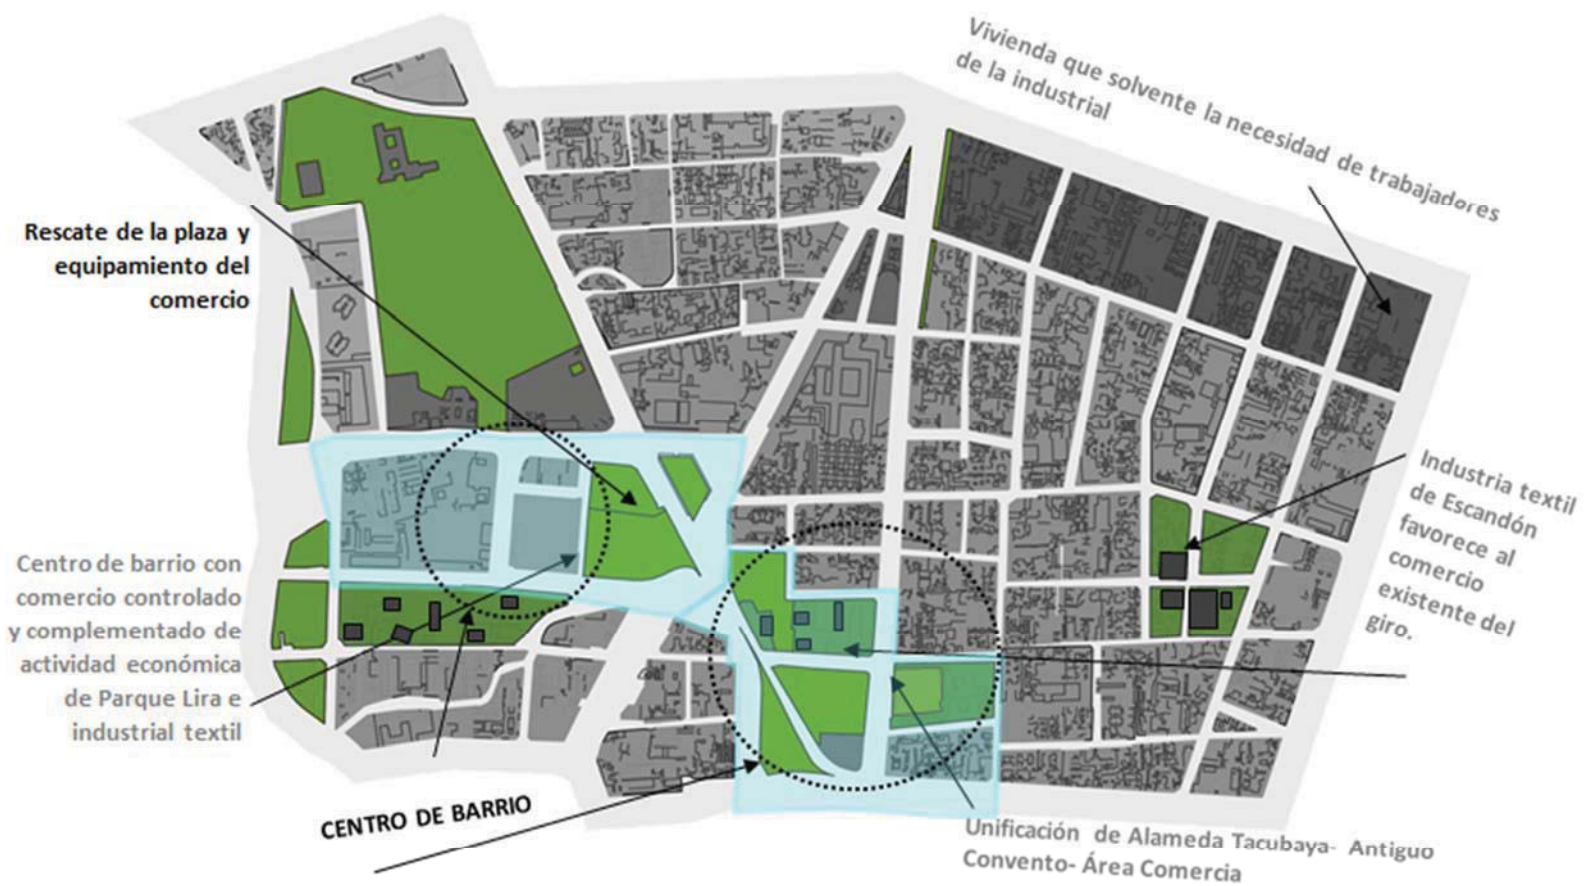 Vivienda que solvente la necesidad de trabajadores
de la industrial
Rescate de la plaza y
equipamiento del
comercio
Industria textil
de Escandón
favorece al
comercio
existente del
giro.
Centro de barrio con
comercio controlado
y complementado de
actividad económica
de Parque Lira e
industrial textil
CENTRO DE BARRIO
Unificación de Alameda Tacubaya- Antiguo
Convento- Área Comercia